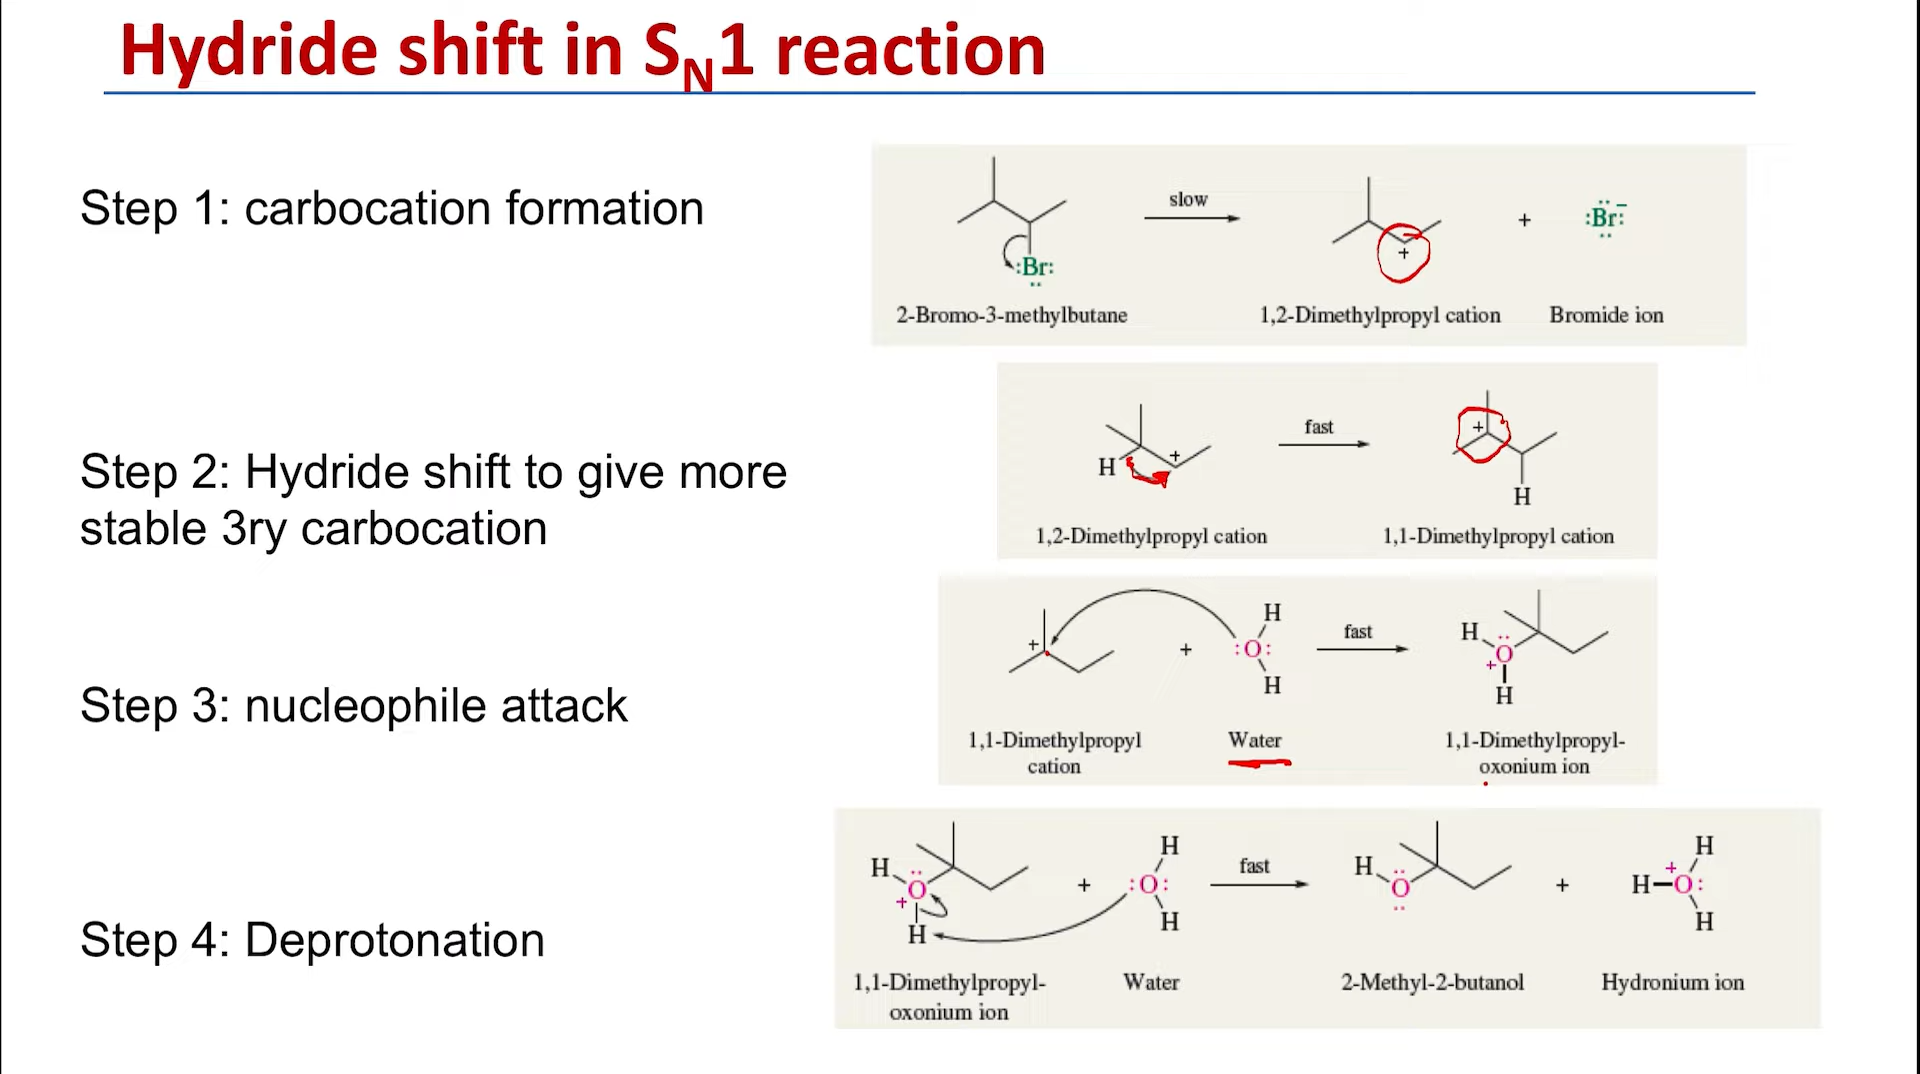 Hydride shift in SN1 reaction
Step 1: carbocation formation
slow
+
+
:Br:
:Br:⁻
2-Bromo-3-methylbutane
1,2-Dimethylpropyl cation
Bromide ion
Step 2: Hydride shift to give more
stable 3ry carbocation
fast
H
+
+
H
1,2-Dimethylpropyl cation
1,1-Dimethylpropyl cation
Step 3: nucleophile attack
+
+
H
:O:
H
fast
H
O
+
H
1,1-Dimethylpropyl
cation
Water
1,1-Dimethylpropyl-
oxonium ion
Step 4: Deprotonation
H
O
+
H
+
H
:O:
H
fast
H
O
+
H
+
H–O:
H
1,1-Dimethylpropyl-
oxonium ion
Water
2-Methyl-2-butanol
Hydronium ion